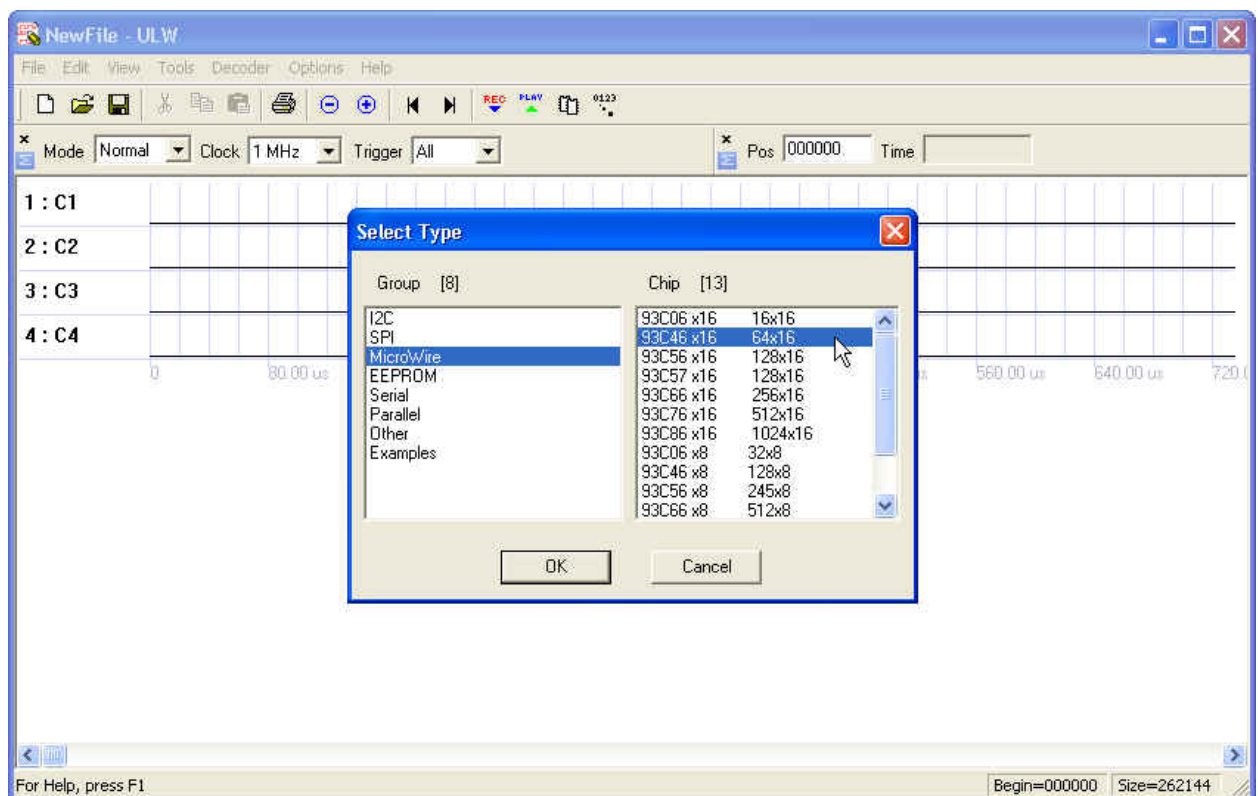 NewFile - ULW
File Edit View Tools Decoder Options Help
REC PLAY 0123
Mode Normal Clock 1 MHz Trigger All Pos 000000 Time
1 : C1
2 : C2
3 : C3
4 : C4
0 80.00 us 560.00 us 640.00 us 720.0
Select Type
Group [8] Chip [13]
I2C
SPI
MicroWire
EEPROM
Serial
Parallel
Other
Examples
93C06 x16 16x16
93C46 x16 64x16
93C56 x16 128x16
93C57 x16 128x16
93C66 x16 256x16
93C76 x16 512x16
93C86 x16 1024x16
93C06 x8 32x8
93C46 x8 128x8
93C56 x8 245x8
93C66 x8 512x8
OK Cancel
For Help, press F1 Begin=000000 Size=262144